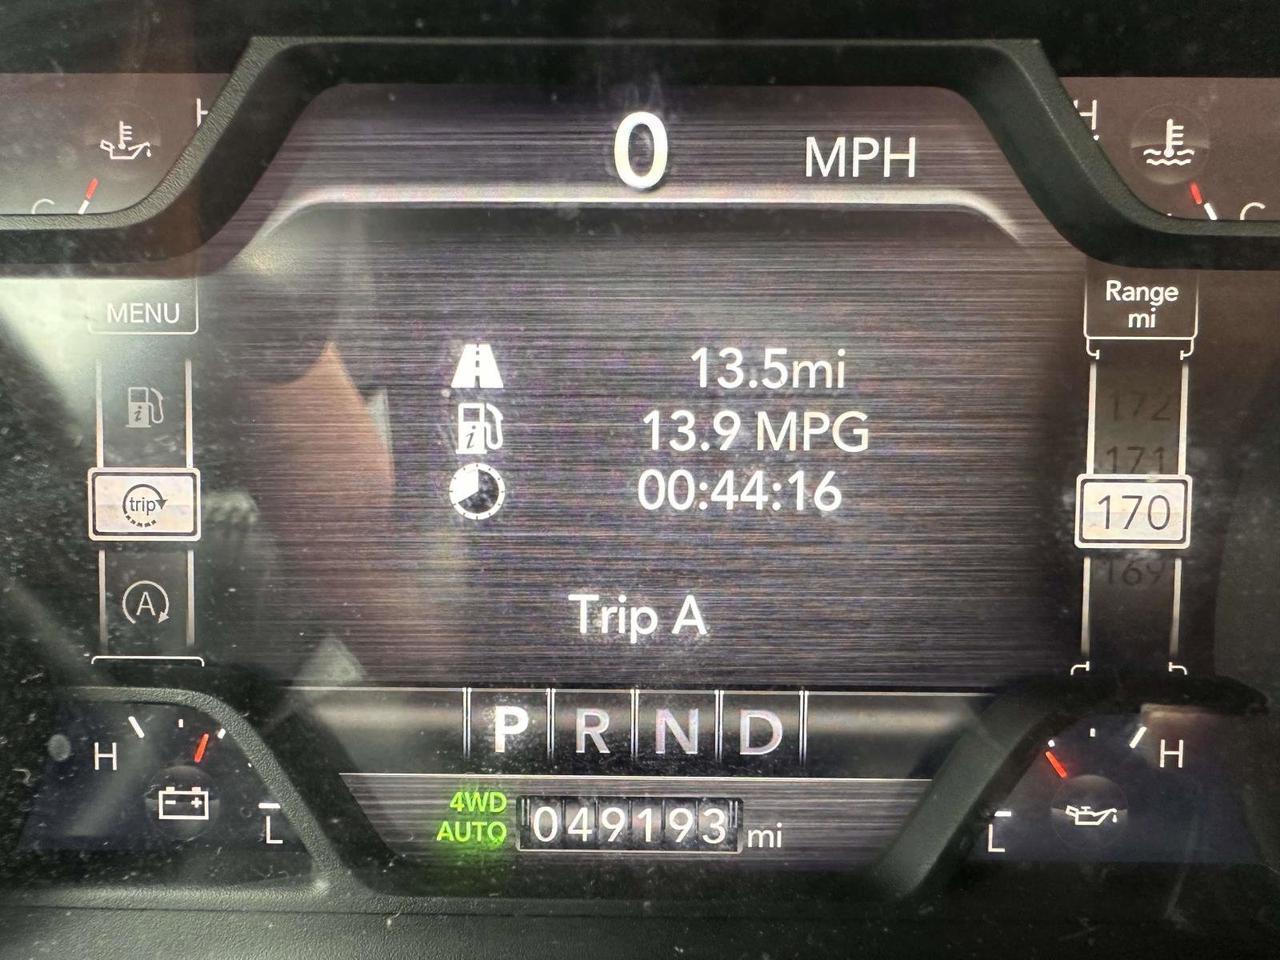 0 MPH
H
H
C
C
MENU
Range
mi
13.5mi
172
i
13.9 MPG
171
trip
00:44:16
170
169
A
Trip A
P R N D
H
H
4WD
AUTO
049193 mi
L
L